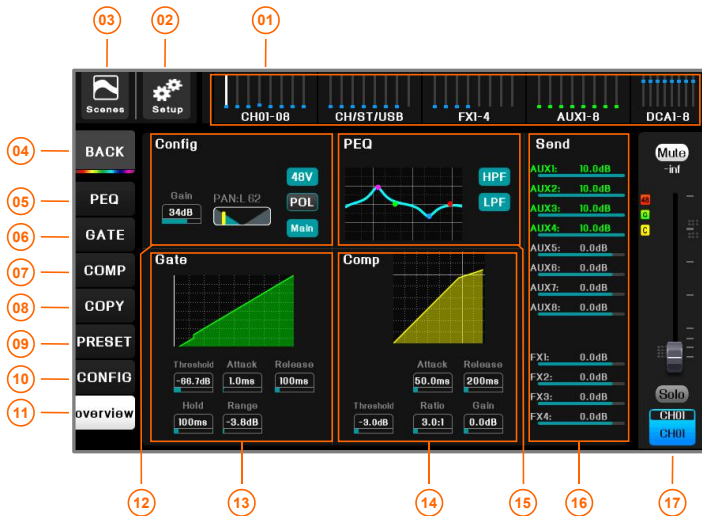 03 02 01
Scenes Setup CH01-08 CH/ST/USB FX1-4 AUX1-8 DCA1-8
04 BACK Config PEQ Send Mute
-inf
48V HPF AUX1: 10.0dB
05 PEQ Gain PAN:L 62 POL LPF AUX2: 10.0dB 48
34dB AUX3: 10.0dB G
06 GATE Main AUX4: 10.0dB C
AUX5: 0.0dB
07 COMP Gate Comp AUX6: 0.0dB
AUX7: 0.0dB
08 COPY AUX8: 0.0dB
09 PRESET
Threshold Attack Release Attack Release FX1: 0.0dB
10 CONFIG -66.7dB 1.0ms 100ms 50.0ms 200ms FX2: 0.0dB
Hold Range Threshold Ratio Gain FX3: 0.0dB Solo
11 overview 100ms -3.8dB -3.0dB 3.0:1 0.0dB FX4: 0.0dB CH01
CH01
12 13 14 15 16 17